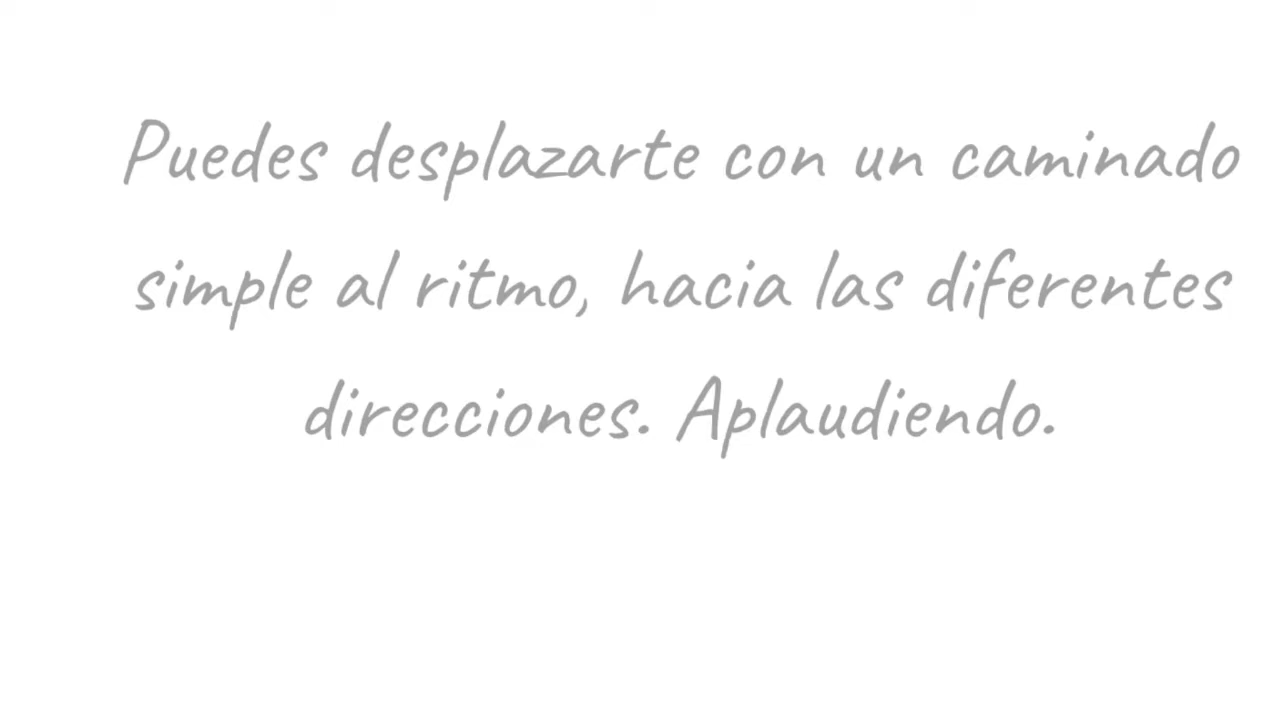 Puedes desplazarte con un caminado
simple al ritmo, hacia las diferentes
direcciones. Aplaudiendo.